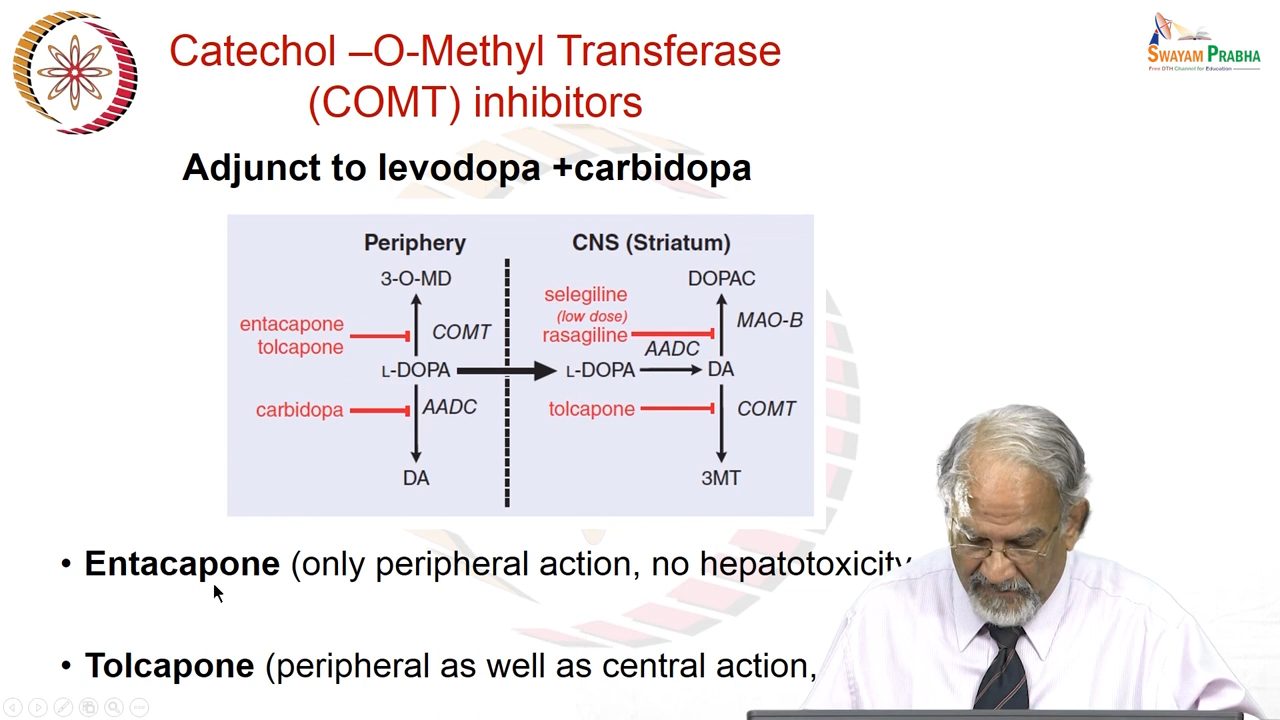 Catechol –O-Methyl Transferase
(COMT) inhibitors
SWAYAM PRABHA
Free DTH Channel for Education
Adjunct to levodopa +carbidopa
Periphery
CNS (Striatum)
3-O-MD
DOPAC
selegiline
(low dose)
rasagiline
MAO-B
entacapone
tolcapone
COMT
AADC
L-DOPA
L-DOPA
DA
carbidopa
AADC
tolcapone
COMT
DA
3MT
• Entacapone (only peripheral action, no hepatotoxicity
• Tolcapone (peripheral as well as central action,